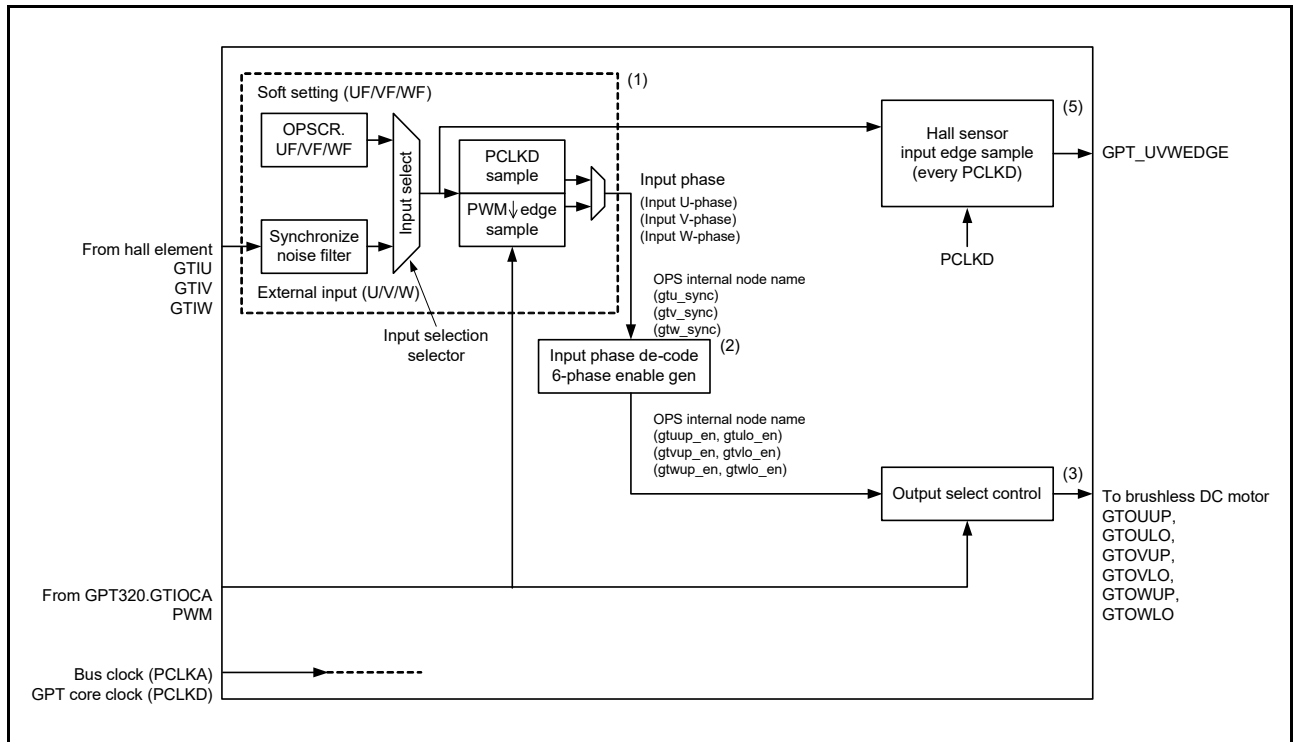 (1)
Soft setting (UF/VF/WF)
OPSCR.
UF/VF/WF
Input select
PCLKD
sample
PWM↓edge
sample
Synchronize
noise filter
External input (U/V/W)
From hall element
GTIU
GTIV
GTIW
Input selection
selector
Input phase
(Input U-phase)
(Input V-phase)
(Input W-phase)
OPS internal node name
(gtu_sync)
(gtv_sync)
(gtw_sync)
(2)
Input phase de-code
6-phase enable gen
OPS internal node name
(gtuup_en, gtulo_en)
(gtvup_en, gtvlo_en)
(gtwup_en, gtwlo_en)
(5)
Hall sensor
input edge sample
(every PCLKD)
GPT_UVWEDGE
PCLKD
(3)
Output select control
To brushless DC motor
GTOUUP,
GTOULO,
GTOVUP,
GTOVLO,
GTOWUP,
GTOWLO
From GPT320.GTIOCA
PWM
Bus clock (PCLKA)
GPT core clock (PCLKD)